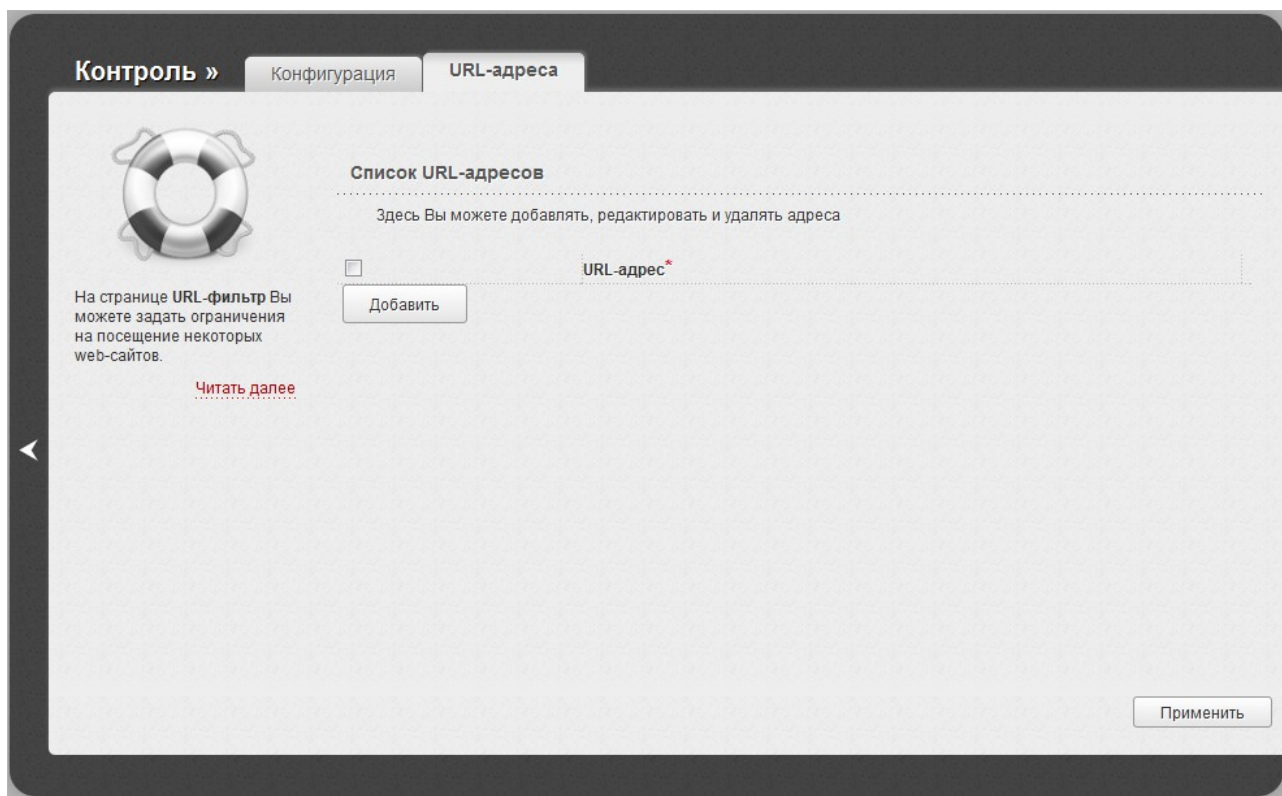 Контроль »
Конфигурация
URL-адреса
На странице URL-фильтр Вы
можете задать ограничения
на посещение некоторых
web-сайтов.
Читать далее
Список URL-адресов
Здесь Вы можете добавлять, редактировать и удалять адреса
URL-адрес*
Добавить
Применить